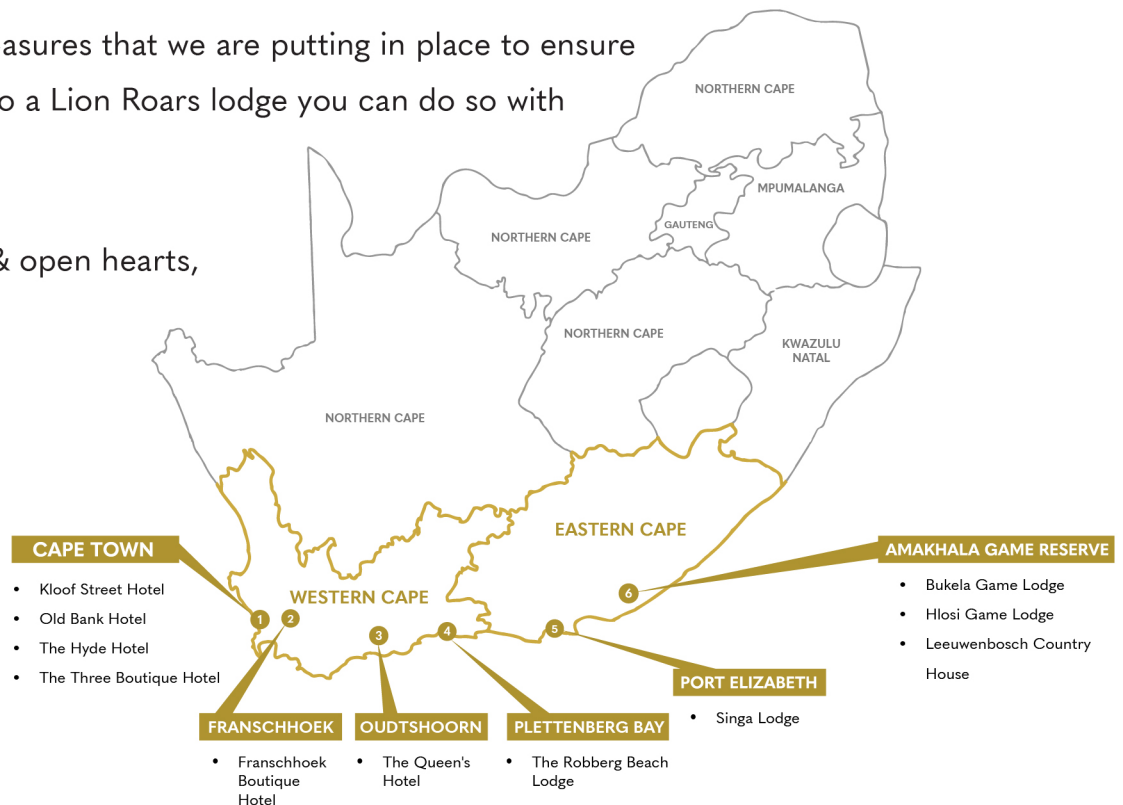 asures that we are putting in place to ensure
o a Lion Roars lodge you can do so with
& open hearts,
NORTHERN CAPE
MPUMALANGA
GAUTENG
NORTHERN CAPE
NORTHERN CAPE
KWAZULU
NATAL
NORTHERN CAPE
EASTERN CAPE
WESTERN CAPE
1
2
3
4
5
6
CAPE TOWN
• Kloof Street Hotel
• Old Bank Hotel
• The Hyde Hotel
• The Three Boutique Hotel
FRANSCHHOEK
• Franschhoek
Boutique
Hotel
OUDTSHOORN
• The Queen's
Hotel
PLETTENBERG BAY
• The Robberg Beach
Lodge
PORT ELIZABETH
• Singa Lodge
AMAKHALA GAME RESERVE
• Bukela Game Lodge
• Hlosi Game Lodge
• Leeuwenbosch Country
House